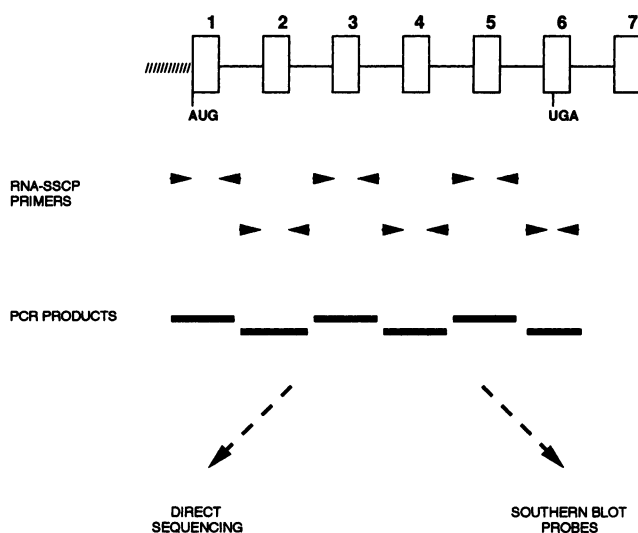 1 2 3 4 5 6 7
AUG UGA
RNA-SSCP
PRIMERS
PCR PRODUCTS
DIRECT
SEQUENCING
SOUTHERN BLOT
PROBES